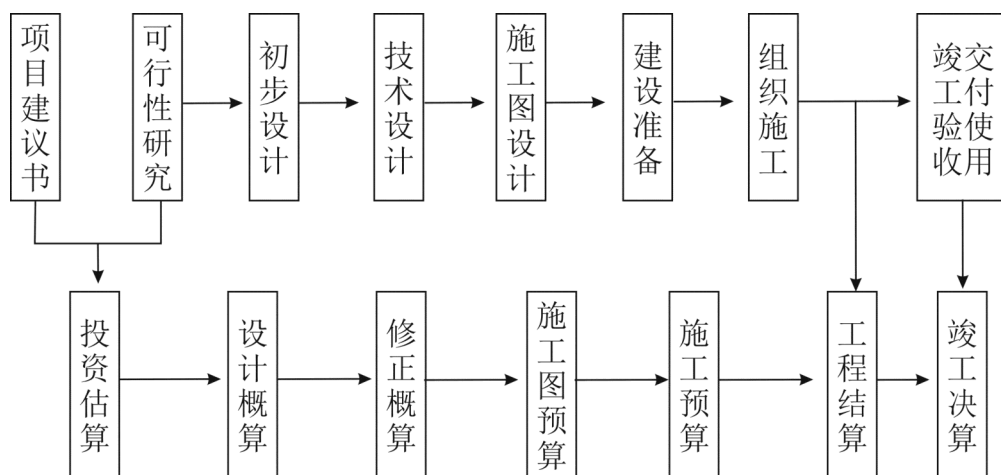 项目建议书
可行性研究
初步设计
技术设计
施工图设计
建设准备
组织施工
竣工验收
交付使用
投资估算
设计概算
修正概算
施工图预算
施工预算
工程结算
竣工决算